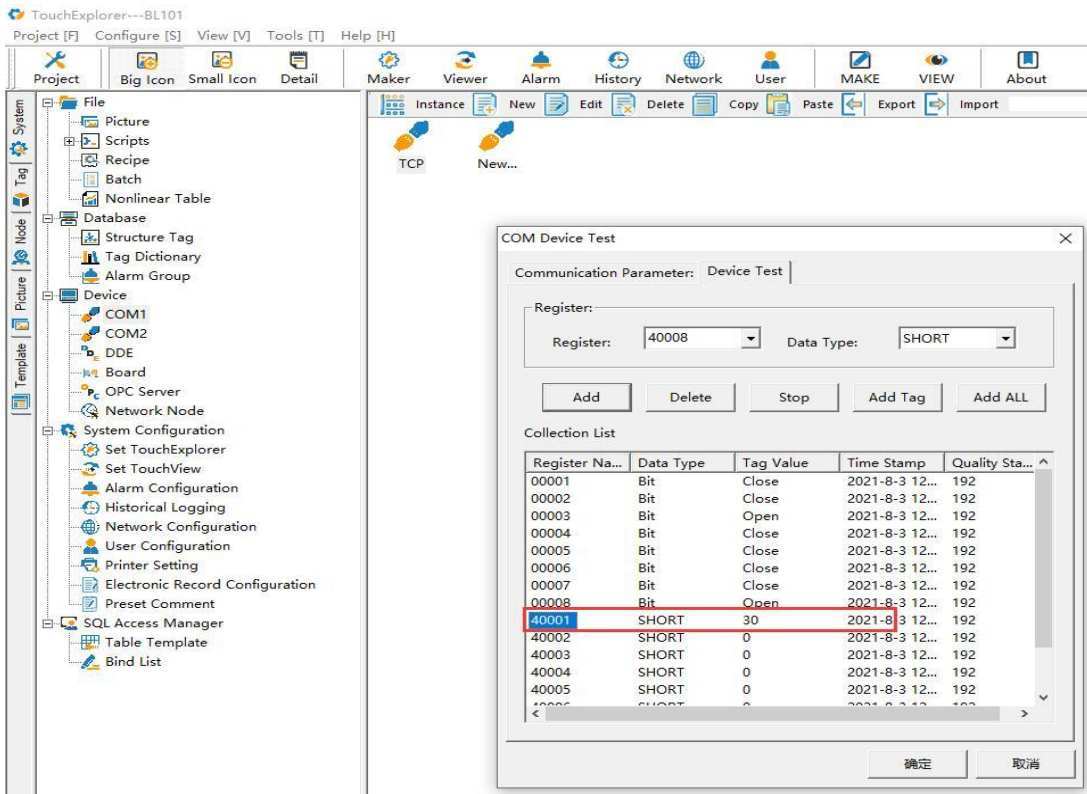 TouchExplorer---BL101
Project [F] Configure [S] View [V] Tools [T] Help [H]
Project Big Icon Small Icon Detail Maker Viewer Alarm History Network User MAKE VIEW About
Instance New Edit Delete Copy Paste Export Import
System
Tag
Node
Picture
Template
File
Picture
Scripts
Recipe
Batch
Nonlinear Table
Database
Structure Tag
Tag Dictionary
Alarm Group
Device
COM1
COM2
DDE
Board
OPC Server
Network Node
System Configuration
Set TouchExplorer
Set TouchView
Alarm Configuration
Historical Logging
Network Configuration
User Configuration
Printer Setting
Electronic Record Configuration
Preset Comment
SQL Access Manager
Table Template
Bind List
TCP New...
COM Device Test
Communication Parameter: Device Test
Register:
Register: 40008 Data Type: SHORT
Add Delete Stop Add Tag Add ALL
Collection List
Register Na... Data Type Tag Value Time Stamp Quality Sta...
00001 Bit Close 2021-8-3 12... 192
00002 Bit Close 2021-8-3 12... 192
00003 Bit Open 2021-8-3 12... 192
00004 Bit Close 2021-8-3 12... 192
00005 Bit Close 2021-8-3 12... 192
00006 Bit Close 2021-8-3 12... 192
00007 Bit Close 2021-8-3 12... 192
00008 Bit Open 2021-8-3 12... 192
40001 SHORT 30 2021-8-3 12... 192
40002 SHORT 0 2021-8-3 12... 192
40003 SHORT 0 2021-8-3 12... 192
40004 SHORT 0 2021-8-3 12... 192
40005 SHORT 0 2021-8-3 12... 192
确定 取消